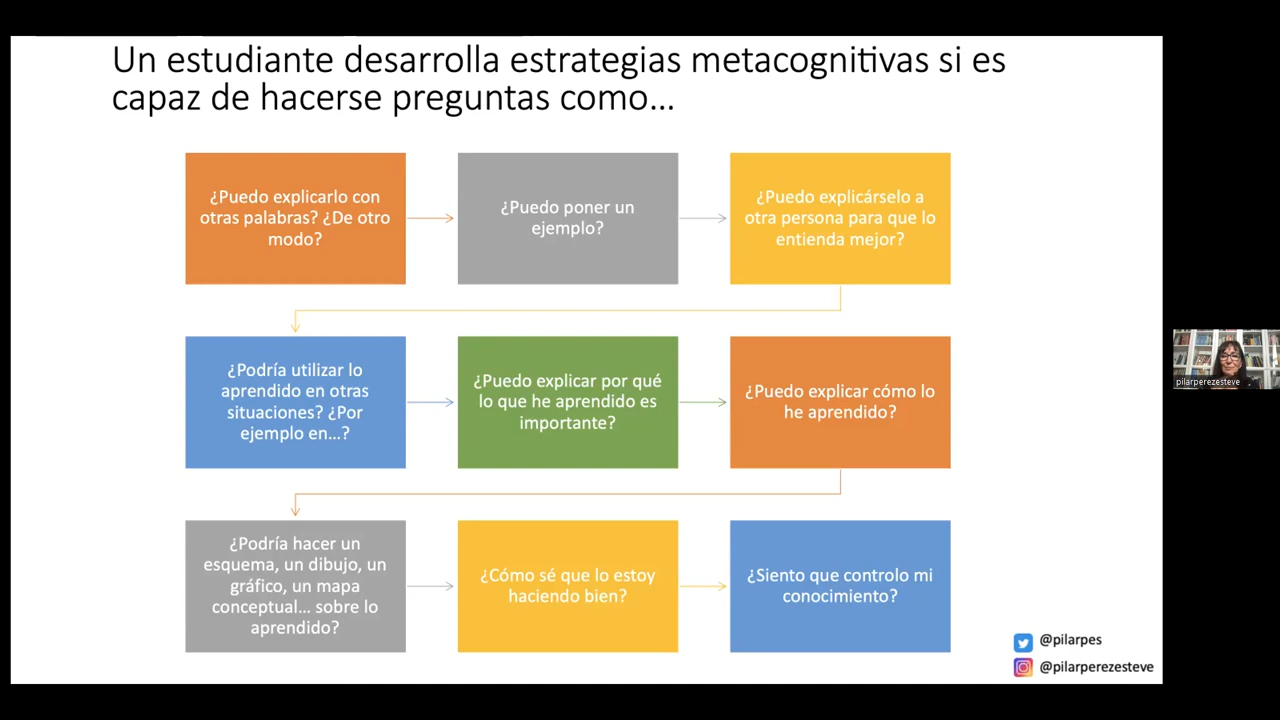 Un estudiante desarrolla estrategias metacognitivas si es
capaz de hacerse preguntas como...
¿Puedo explicarlo con
otras palabras? ¿De otro
modo?
¿Puedo poner un
ejemplo?
¿Puedo explicárselo a
otra persona para que lo
entienda mejor?
¿Podría utilizar lo
aprendido en otras
situaciones? ¿Por
ejemplo en...?
¿Puedo explicar por qué
lo que he aprendido es
importante?
¿Puedo explicar cómo lo
he aprendido?
¿Podría hacer un
esquema, un dibujo, un
gráfico, un mapa
conceptual... sobre lo
aprendido?
¿Cómo sé que lo estoy
haciendo bien?
¿Siento que controlo mi
conocimiento?
@pilarpes
@pilarperezesteve
pilarperezesteve